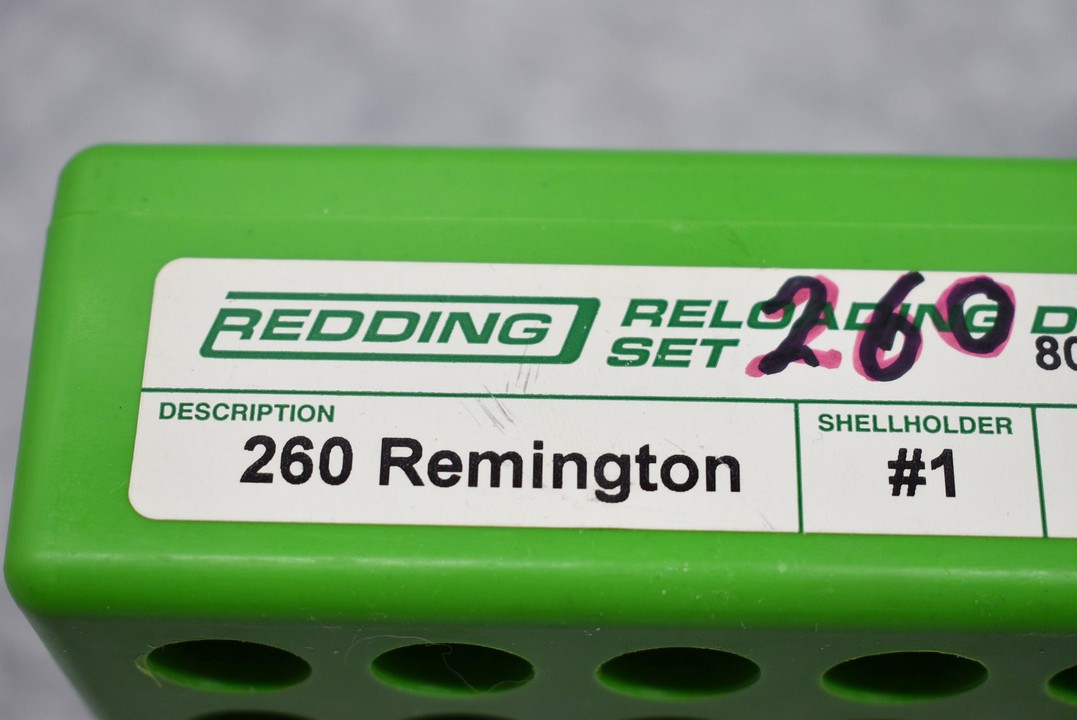 REDDING RELOADING D
SET 260 80
DESCRIPTION SHELLHOLDER
260 Remington #1